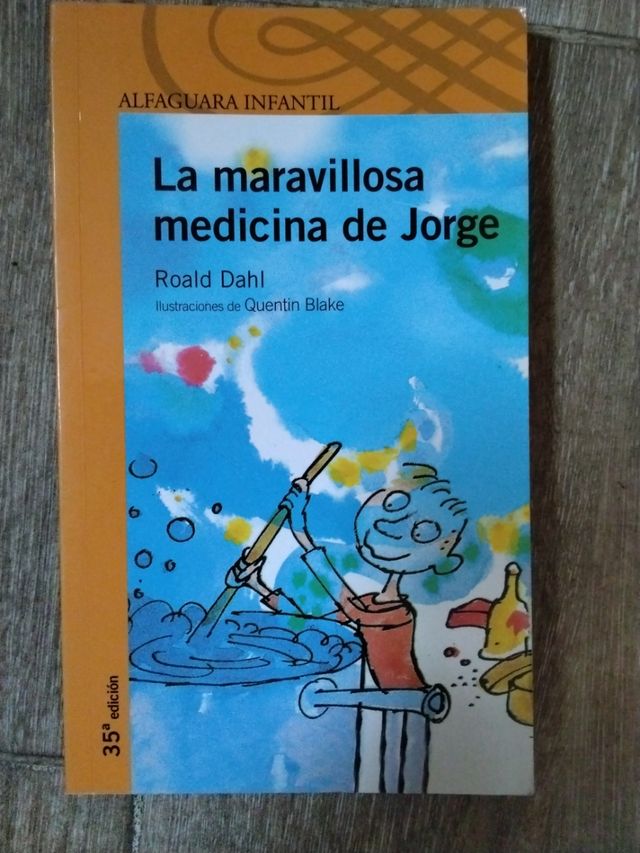 ALFAGUARA INFANTIL
La maravillosa
medicina de Jorge
Roald Dahl
Ilustraciones de Quentin Blake
35ª edición